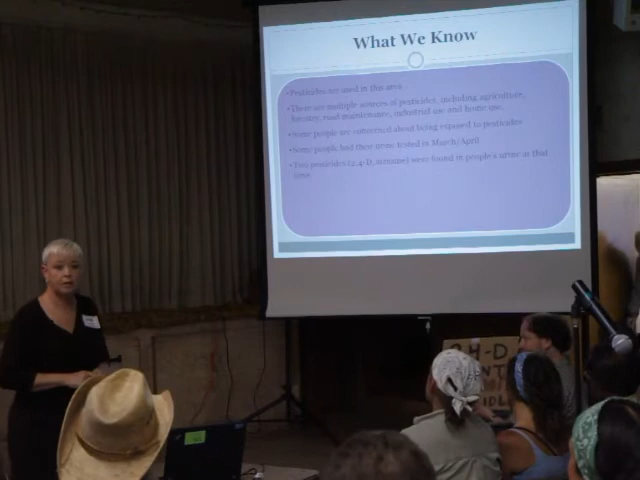 What We Know
•Pesticides are used in this area.
•There are multiple sources of pesticides, including agriculture,
forestry, road maintenance, industrial use and home use.
•Some people are concerned about being exposed to pesticides
•Some people had their urine tested in March/April
•Two pesticides (2,4-D, atrazine) were found in people's urine at that
time.